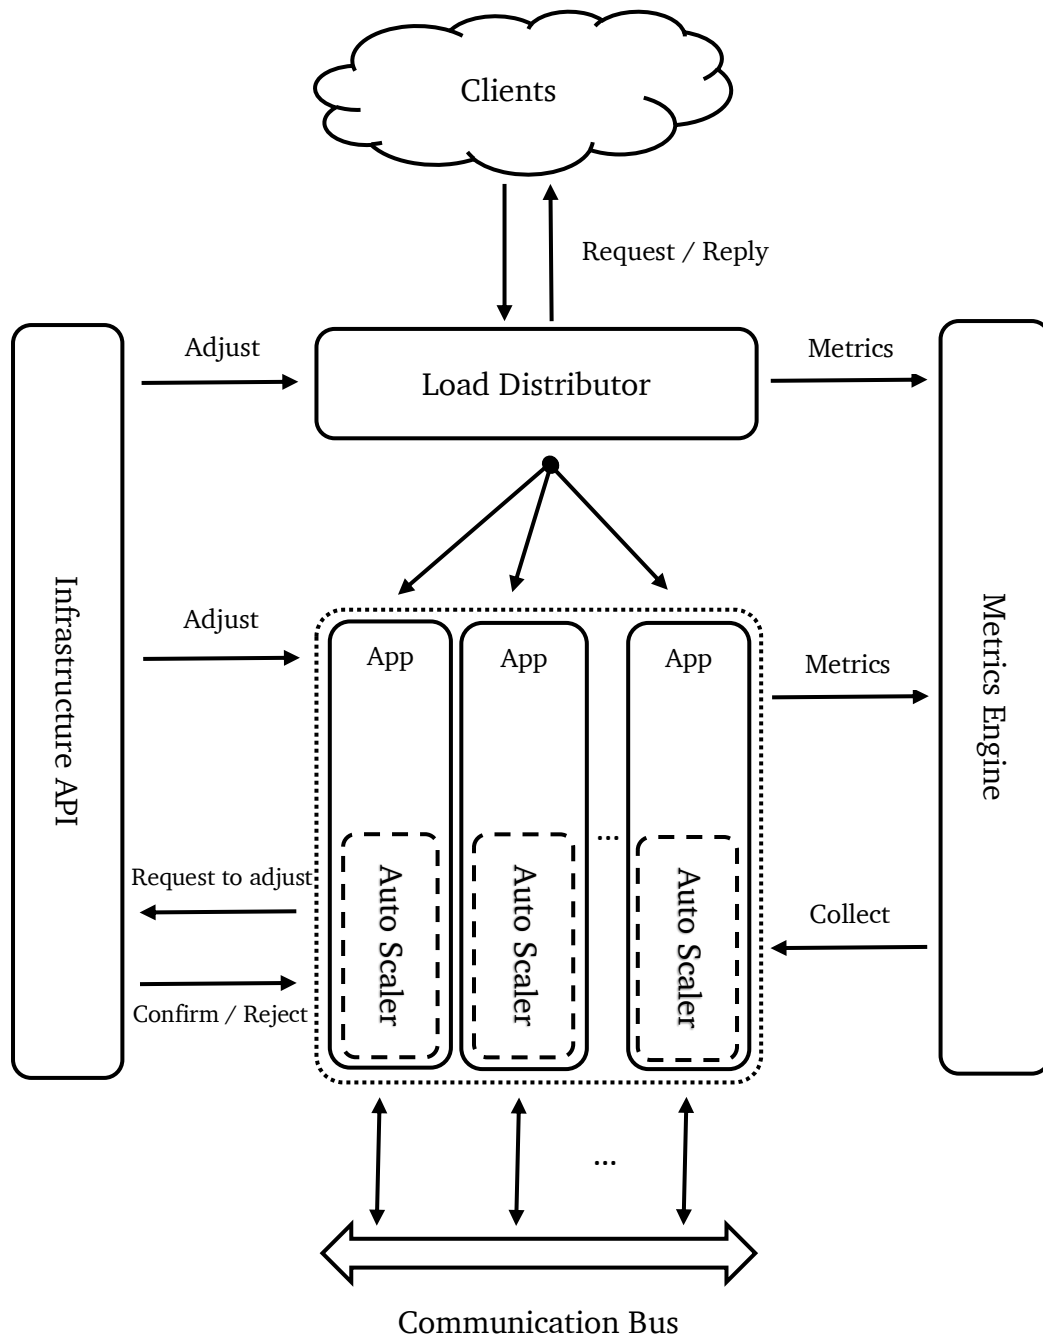 Clients
Request / Reply
Adjust
Load Distributor
Metrics
Infrastructure API
Adjust
App
App
App
Metrics
Metrics Engine
...
Request to adjust
Auto Scaler
Auto Scaler
Auto Scaler
Collect
Confirm / Reject
...
Communication Bus